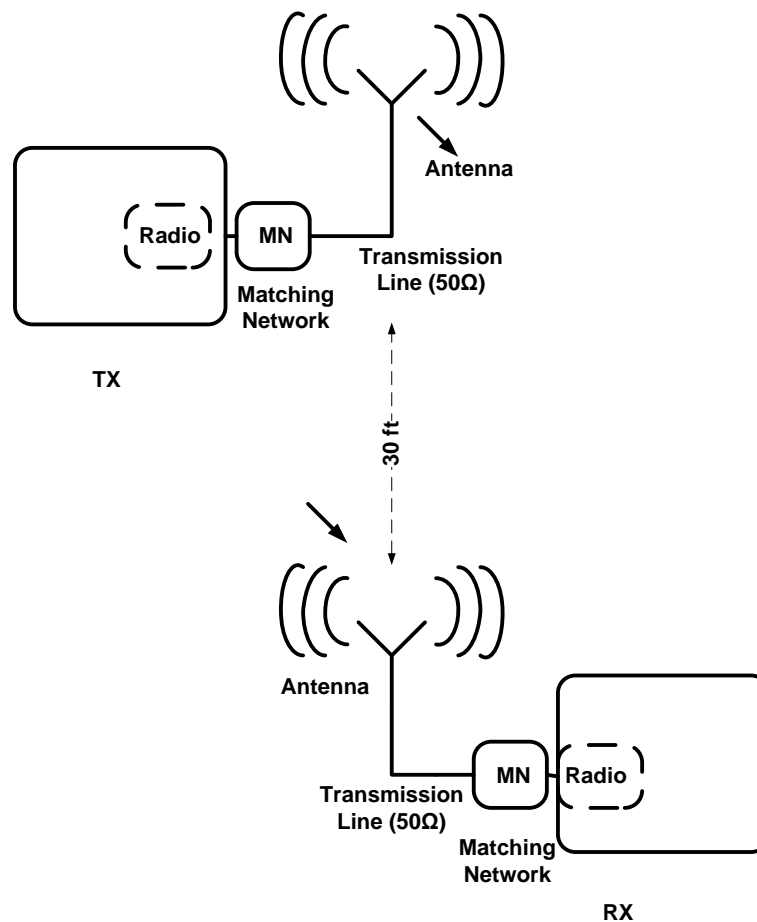 Antenna
Radio
MN
Transmission
Line (50Ω)
Matching
Network
TX
30 ft
Antenna
MN
Radio
Transmission
Line (50Ω)
Matching
Network
RX